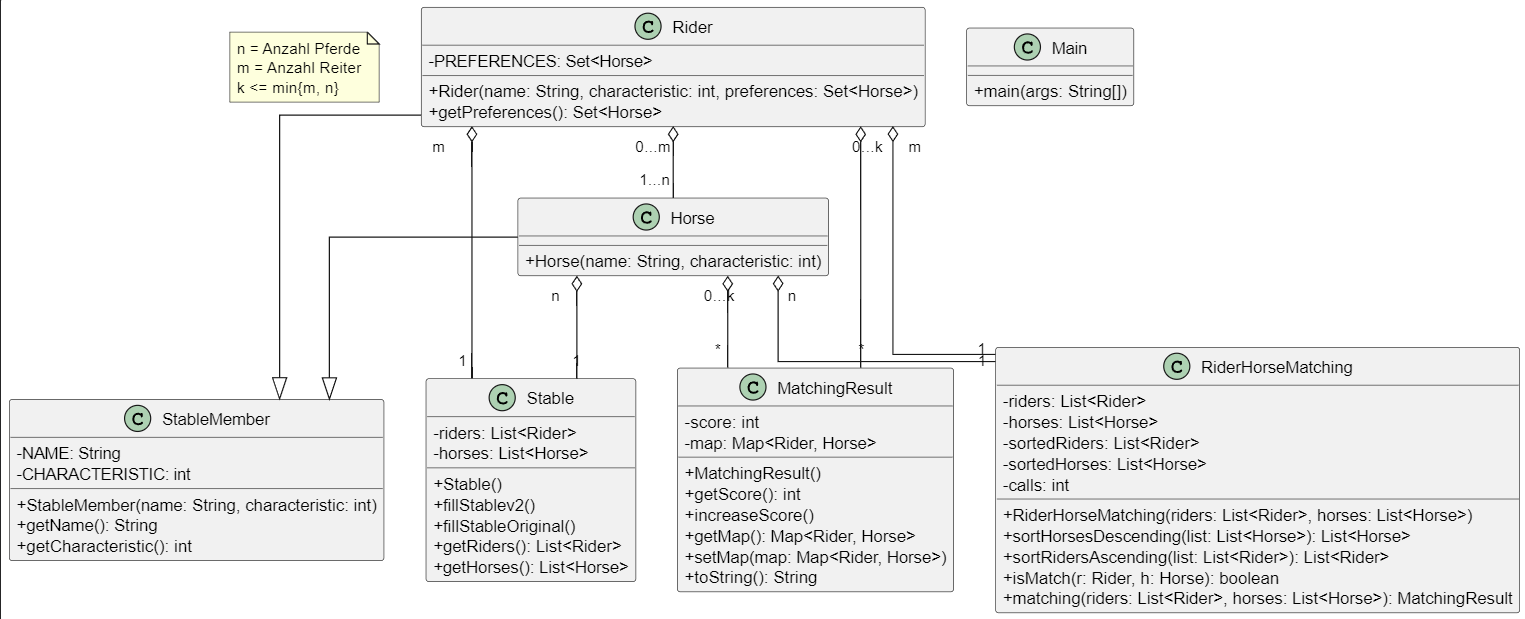 n = Anzahl Pferde
m = Anzahl Reiter
k <= min{m, n}
C Rider
-PREFERENCES: Set<Horse>
+Rider(name: String, characteristic: int, preferences: Set<Horse>)
+getPreferences(): Set<Horse>
C Main
+main(args: String[])
m
0...m
0...k
m
1...n
C Horse
+Horse(name: String, characteristic: int)
n
0...k
n
1
1
*
*
1
1
C StableMember
-NAME: String
-CHARACTERISTIC: int
+StableMember(name: String, characteristic: int)
+getName(): String
+getCharacteristic(): int
C Stable
-riders: List<Rider>
-horses: List<Horse>
+Stable()
+fillStablev2()
+fillStableOriginal()
+getRiders(): List<Rider>
+getHorses(): List<Horse>
C MatchingResult
-score: int
-map: Map<Rider, Horse>
+MatchingResult()
+getScore(): int
+increaseScore()
+getMap(): Map<Rider, Horse>
+setMap(map: Map<Rider, Horse>)
+toString(): String
C RiderHorseMatching
-riders: List<Rider>
-horses: List<Horse>
-sortedRiders: List<Rider>
-sortedHorses: List<Horse>
-calls: int
+RiderHorseMatching(riders: List<Rider>, horses: List<Horse>)
+sortHorsesDescending(list: List<Horse>): List<Horse>
+sortRidersAscending(list: List<Rider>): List<Rider>
+isMatch(r: Rider, h: Horse): boolean
+matching(riders: List<Rider>, horses: List<Horse>): MatchingResult